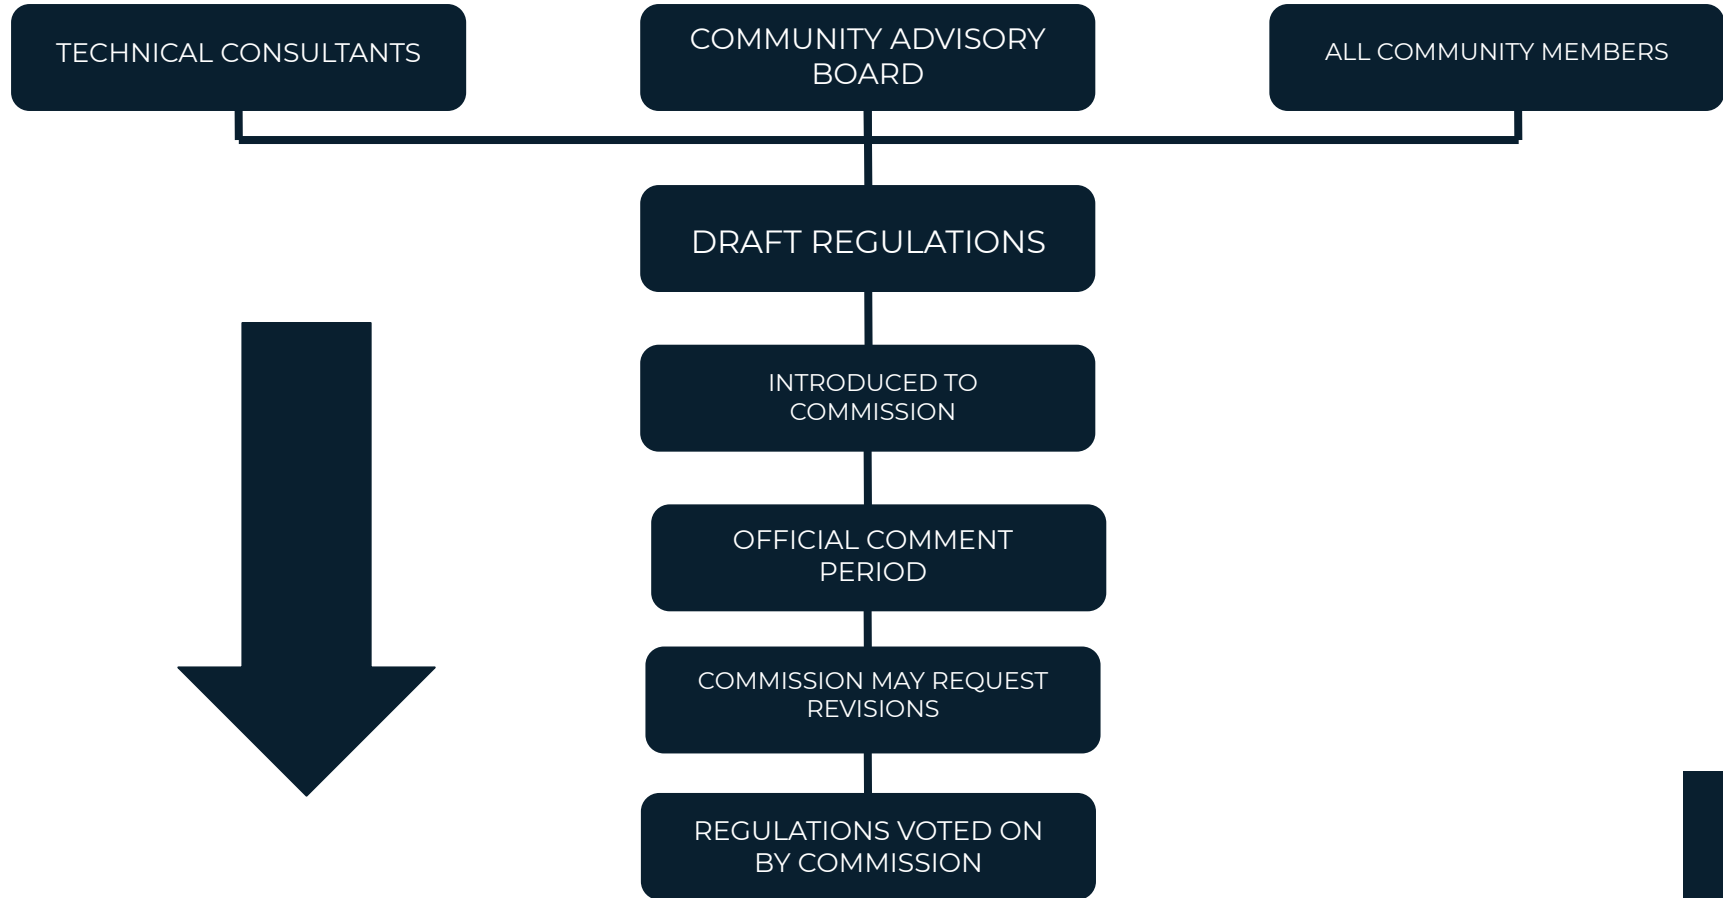 TECHNICAL CONSULTANTS
COMMUNITY ADVISORY
BOARD
ALL COMMUNITY MEMBERS
DRAFT REGULATIONS
INTRODUCED TO
COMMISSION
OFFICIAL COMMENT
PERIOD
COMMISSION MAY REQUEST
REVISIONS
REGULATIONS VOTED ON
BY COMMISSION